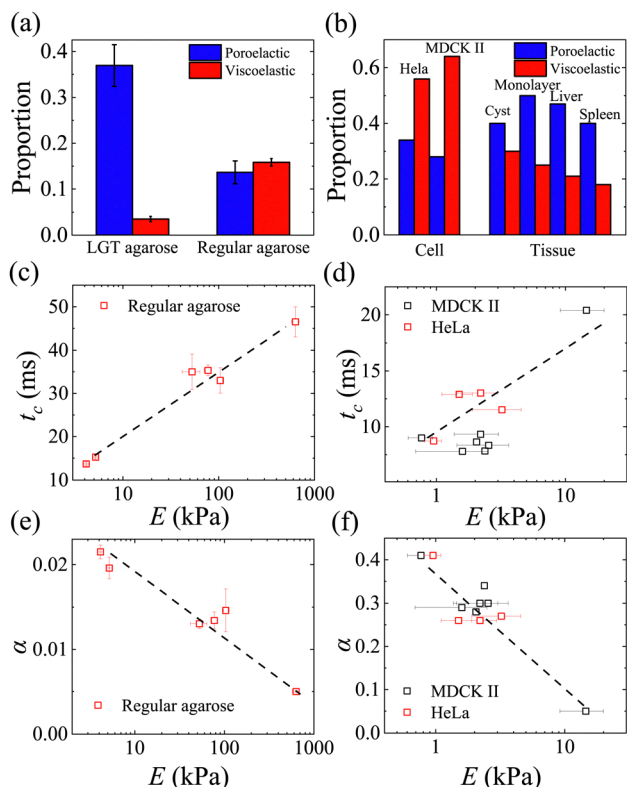 (a)
Poroelactic
Viscoelastic
Proportion
0.4
0.3
0.2
0.1
0.0
LGT agarose
Regular agarose
(b)
MDCK II
Poroelactic
Viscoelastic
Hela
Monolayer
Cyst
Liver
Spleen
Proportion
0.6
0.4
0.2
0.0
Cell
Tissue
(c)
Regular agarose
t_c (ms)
50
40
30
20
10
10
100
1000
E (kPa)
(d)
MDCK II
HeLa
t_c (ms)
20
15
10
1
10
E (kPa)
(e)
α
0.02
0.01
0.00
Regular agarose
10
100
1000
E (kPa)
(f)
α
0.4
0.3
0.2
0.1
0.0
MDCK II
HeLa
1
10
E (kPa)